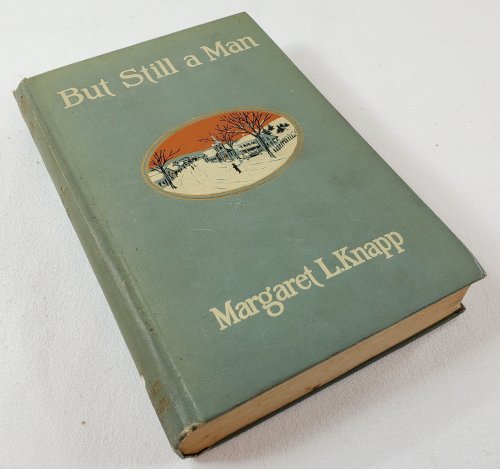 But Still a Man
Margaret L. Knapp